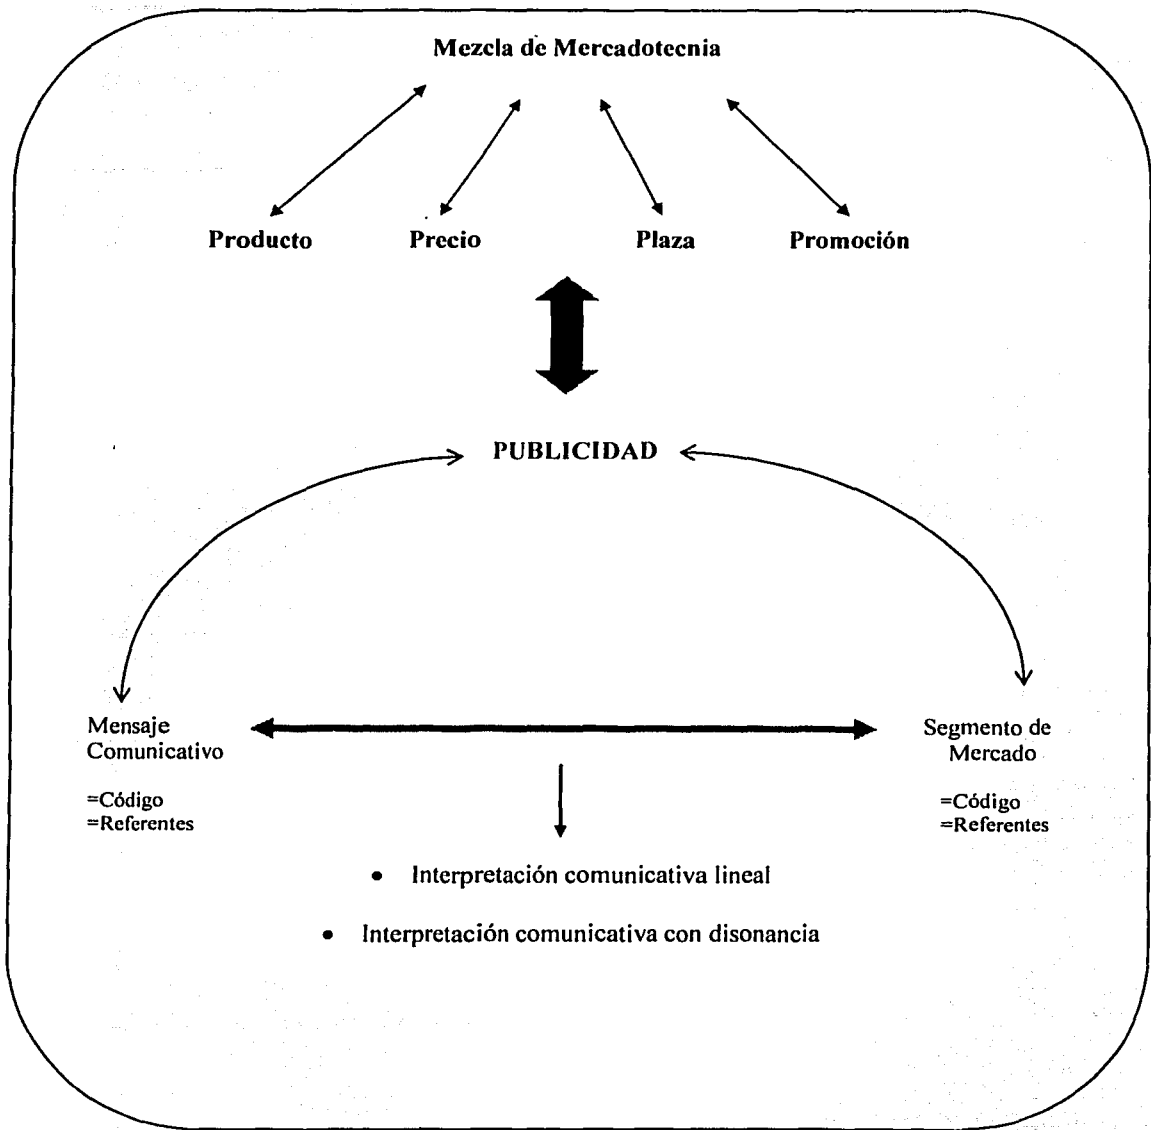 Mezcla de Mercadotecnia
Producto Precio Plaza Promoción
PUBLICIDAD
Mensaje
Comunicativo
=Código
=Referentes
Segmento de
Mercado
=Código
=Referentes
• Interpretación comunicativa lineal
• Interpretación comunicativa con disonancia